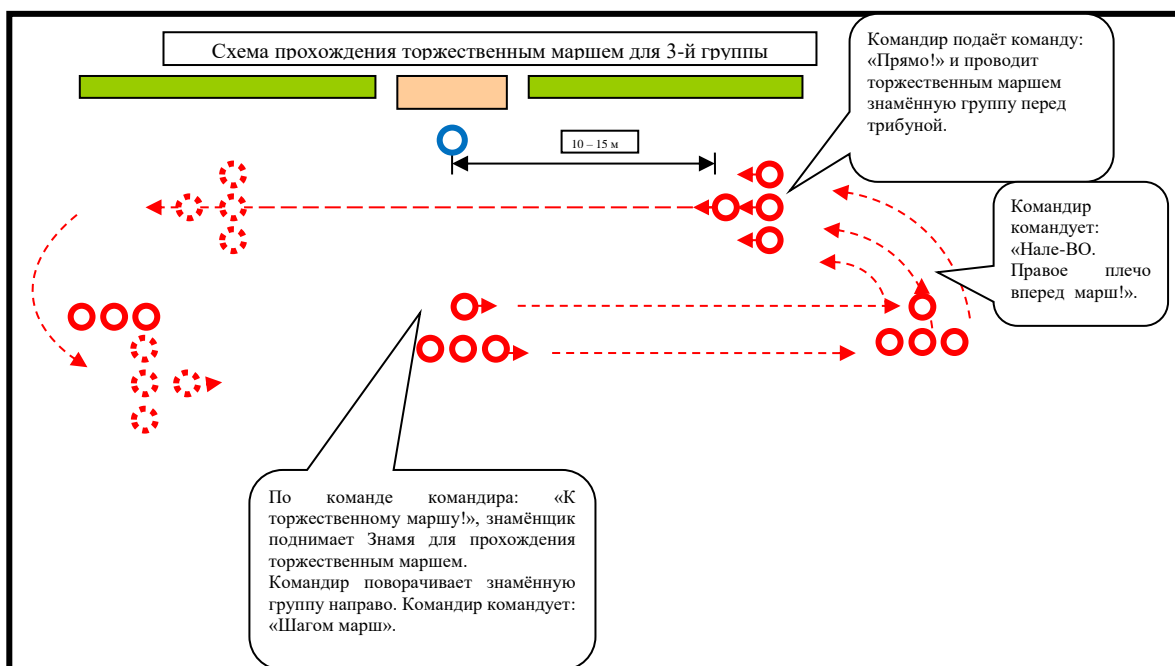 Схема прохождения торжественным маршем для 3-й группы
Командир подаёт команду:
«Прямо!» и проводит
торжественным маршем
знамённую группу перед
трибуной.
10 – 15 м
Командир
командует:
«Нале-ВО.
Правое плечо
вперед марш!».
По команде командира: «К
торжественному маршу!», знамёнщик
поднимает Знамя для прохождения
торжественным маршем.
Командир поворачивает знамённую
группу направо. Командир командует:
«Шагом марш».